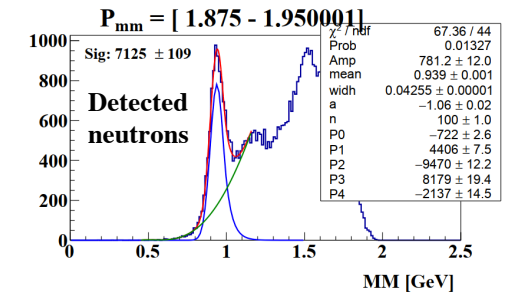 Pmm = [ 1.875 - 1.950001]
χ² / ndf 67.36 / 44
Prob 0.01327
Amp 781.2 ± 12.0
mean 0.939 ± 0.001
widh 0.04255 ± 0.00001
a −1.06 ± 0.02
n 100 ± 1.0
P0 −722 ± 2.6
P1 4406 ± 7.5
P2 −9470 ± 12.2
P3 8179 ± 19.4
P4 −2137 ± 14.5
Sig: 7125 ± 109
Detected
neutrons
1000
800
600
400
200
0
0 0.5 1 1.5 2 2.5
MM [GeV]